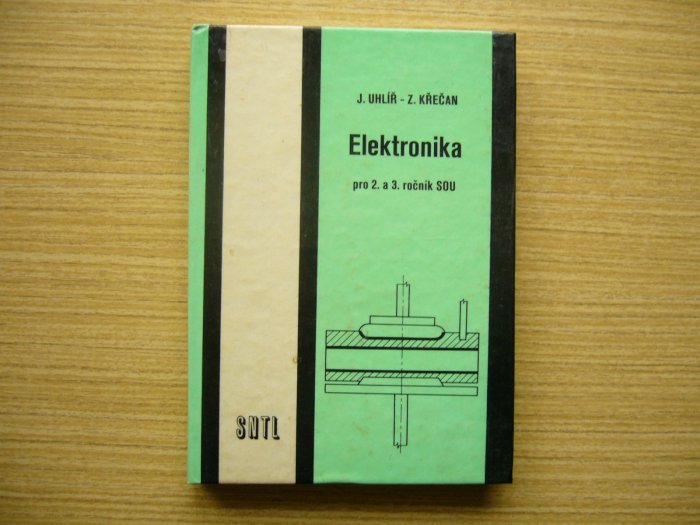 J. UHLÍŘ - Z. KŘEČAN
Elektronika
pro 2. a 3. ročník SOU
SNTL